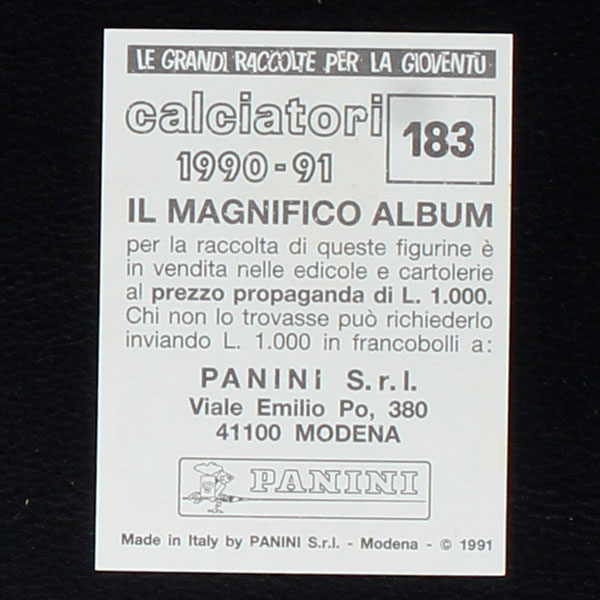 LE GRANDI RACCOLTE PER LA GIOVENTÙ
calciatori 183
1990-91
IL MAGNIFICO ALBUM
per la raccolta di queste figurine è
in vendita nelle edicole e cartolerie
al prezzo propaganda di L. 1.000.
Chi non lo trovasse può richiederlo
inviando L. 1.000 in francobolli a:
PANINI S.r.l.
Viale Emilio Po, 380
41100 MODENA
PANINI
Made in Italy by PANINI S.r.l. - Modena - © 1991